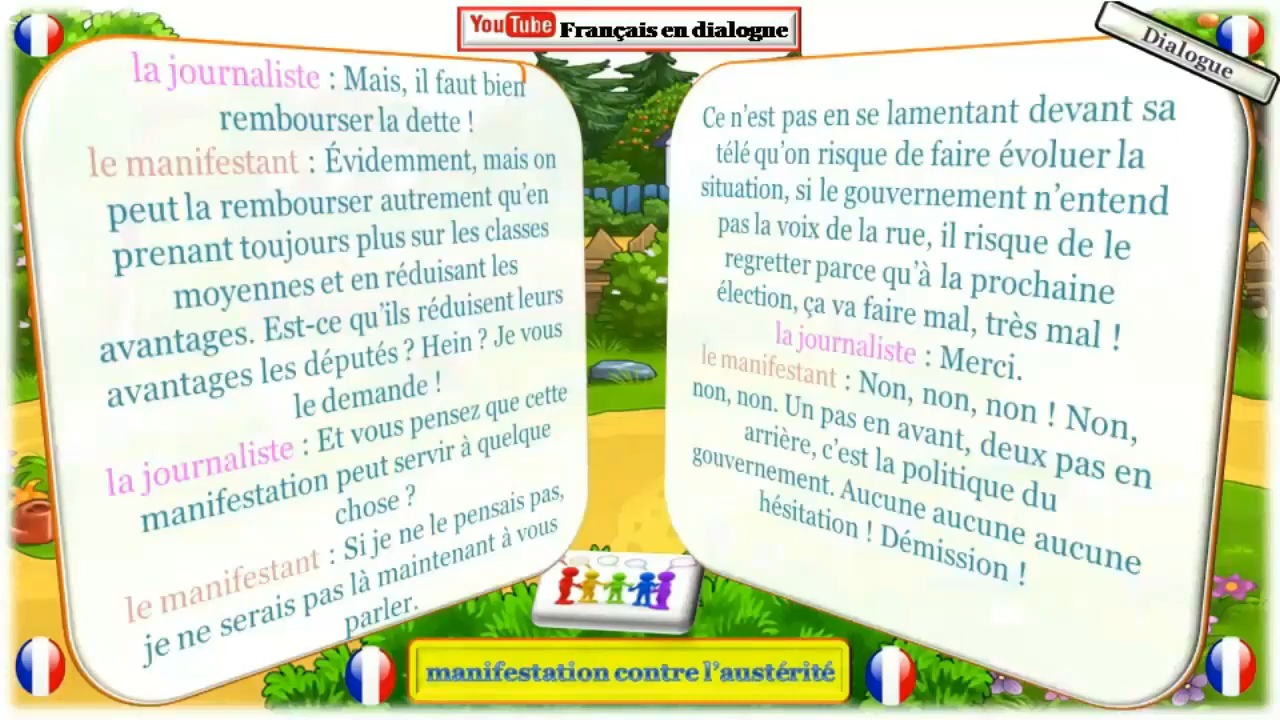 YouTube Français en dialogue
Dialogue
la journaliste : Mais, il faut bien
rembourser la dette !
le manifestant : Évidemment, mais on
peut la rembourser autrement qu'en
prenant toujours plus sur les classes
moyennes et en réduisant les
avantages. Est-ce qu'ils réduisent leurs
avantages les députés ? Hein ? Je vous
le demande !
la journaliste : Et vous pensez que cette
manifestation peut servir à quelque
chose ?
le manifestant : Si je ne le pensais pas,
je ne serais pas là maintenant à vous
parler.
Ce n'est pas en se lamentant devant sa
télé qu'on risque de faire évoluer la
situation, si le gouvernement n'entend
pas la voix de la rue, il risque de le
regretter parce qu'à la prochaine
élection, ça va faire mal, très mal !
la journaliste : Merci.
le manifestant : Non, non, non ! Non,
non, non. Un pas en avant, deux pas en
arrière, c'est la politique du
gouvernement. Aucune aucune aucune
hésitation ! Démission !
manifestation contre l'austérité